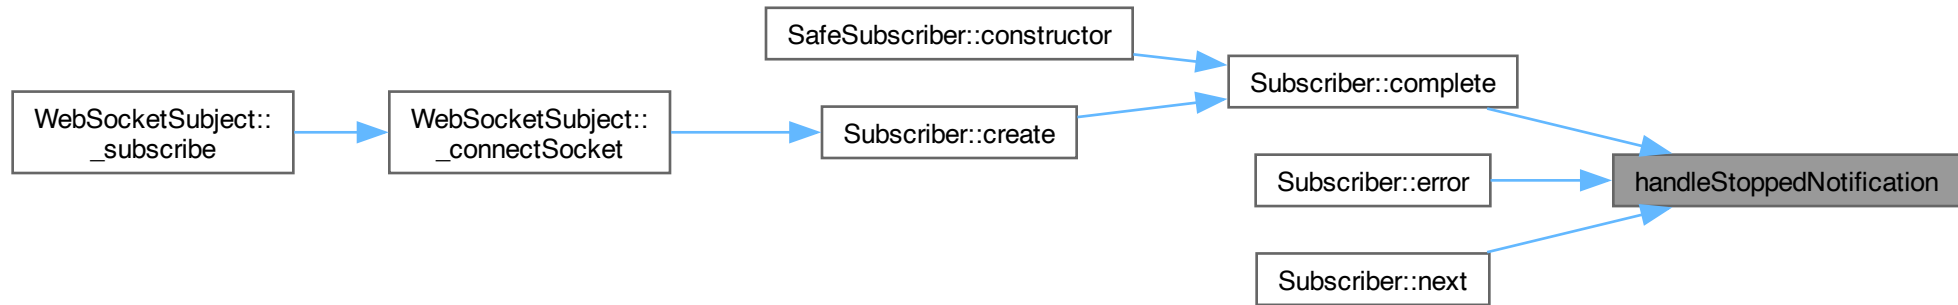 SafeSubscriber::constructor
Subscriber::complete
WebSocketSubject::
_subscribe
WebSocketSubject::
_connectSocket
Subscriber::create
Subscriber::error
handleStoppedNotification
Subscriber::next